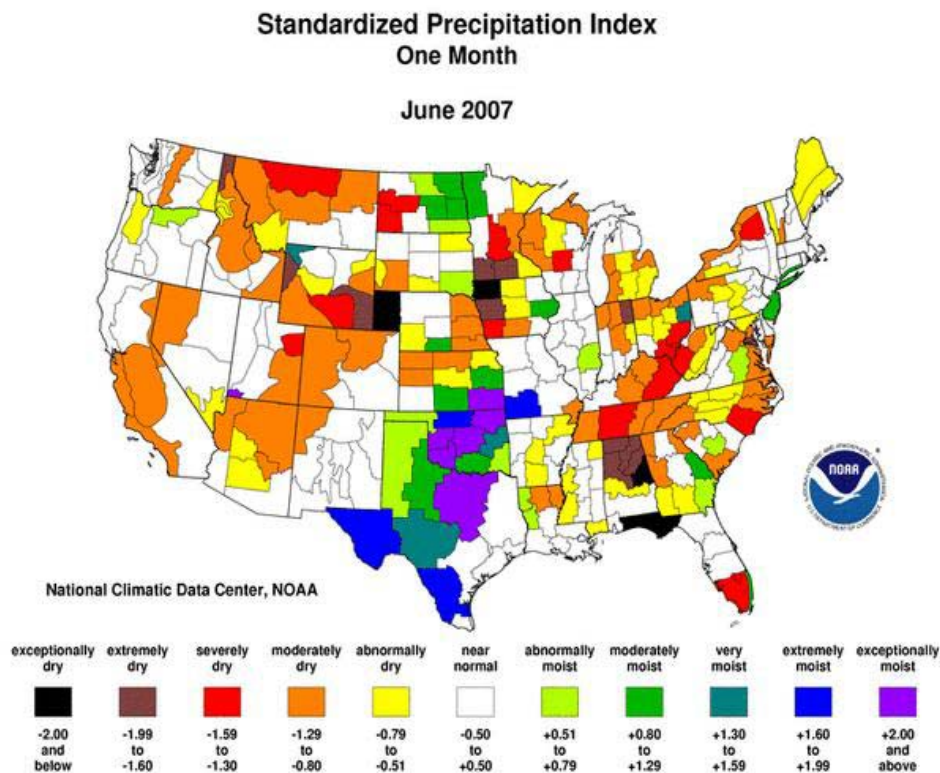 Standardized Precipitation Index
One Month
June 2007
NOAA
National Climatic Data Center, NOAA
exceptionally dry
extremely dry
severely dry
moderately dry
abnormally dry
near normal
abnormally moist
moderately moist
very moist
extremely moist
exceptionally moist
-2.00 and below
-1.99 to -1.60
-1.59 to -1.30
-1.29 to -0.80
-0.79 to -0.51
-0.50 to +0.50
+0.51 to +0.79
+0.80 to +1.29
+1.30 to +1.59
+1.60 to +1.99
+2.00 and above